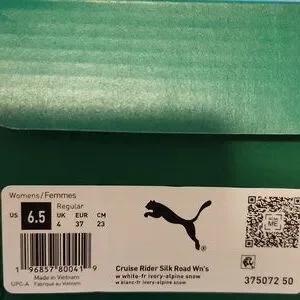 Womens/Femmes
Regular
US 6.5 UK 4 EUR 37 CM 23
1 96857 80041 9
Made in Vietnam
UPC-A Fabriqué au Vietnam
PUMA
Cruise Rider Silk Road Wn's
w white-fr ivory-alpine snow
w blanc-fr ivory-alpine snow
ME
375072 50